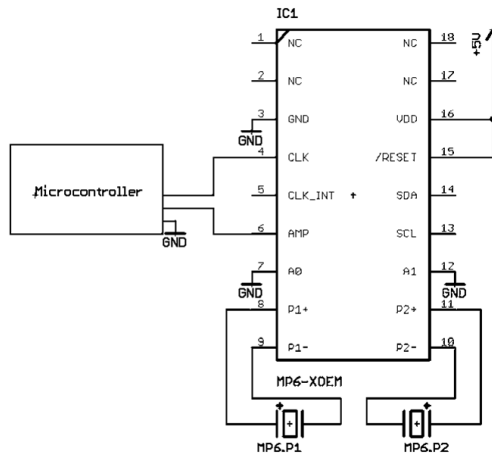 IC1
1 NC NC 18
+5V
2 NC NC 17
3 GND VDD 16
GND
4 CLK /RESET 15
Microcontroller
5 CLK_INT + SDA 14
6 AMP SCL 13
GND
7 A0 A1 12
GND GND
8 P1+ P2+ 11
9 P1- P2- 10
MP6-XDEM
+ +
MP6.P1 MP6.P2